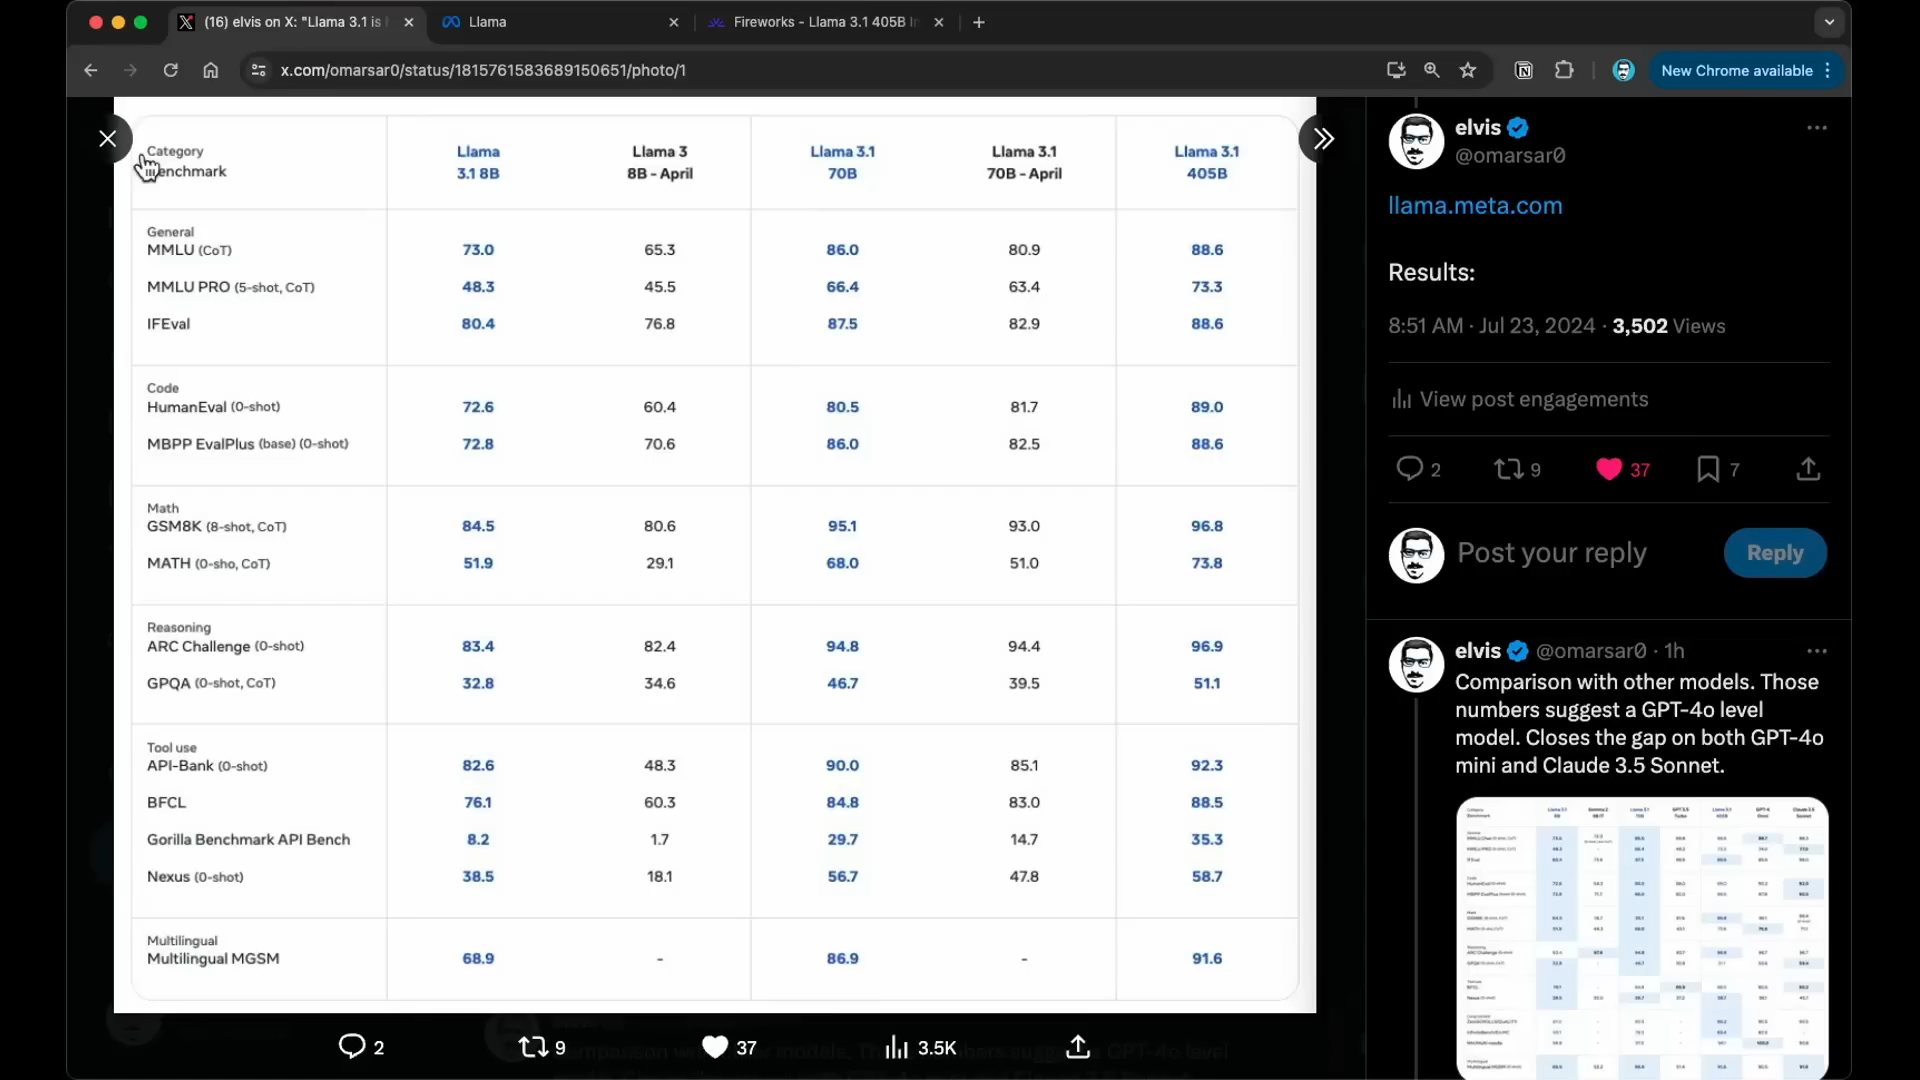 (16) elvis on X: "Llama 3.1 is
Llama
Fireworks - Llama 3.1 405B
x.com/omarsar0/status/1815761583689150651/photo/1
New Chrome available
Category
Benchmark
Llama 3.1 8B
Llama 3 8B - April
Llama 3.1 70B
Llama 3.1 70B - April
Llama 3.1 405B
General
MMLU (CoT) 73.0 65.3 86.0 80.9 88.6
MMLU PRO (5-shot, CoT) 48.3 45.5 66.4 63.4 73.3
IFEval 80.4 76.8 87.5 82.9 88.6
Code
HumanEval (0-shot) 72.6 60.4 80.5 81.7 89.0
MBPP EvalPlus (base) (0-shot) 72.8 70.6 86.0 82.5 88.6
Math
GSM8K (8-shot, CoT) 84.5 80.6 95.1 93.0 96.8
MATH (0-sho, CoT) 51.9 29.1 68.0 51.0 73.8
Reasoning
ARC Challenge (0-shot) 83.4 82.4 94.8 94.4 96.9
GPQA (0-shot, CoT) 32.8 34.6 46.7 39.5 51.1
Tool use
API-Bank (0-shot) 82.6 48.3 90.0 85.1 92.3
BFCL 76.1 60.3 84.8 83.0 88.5
Gorilla Benchmark API Bench 8.2 1.7 29.7 14.7 35.3
Nexus (0-shot) 38.5 18.1 56.7 47.8 58.7
Multilingual
Multilingual MGSM 68.9 - 86.9 - 91.6
2 9 37 3.5K
elvis
@omarsar0
llama.meta.com
Results:
8:51 AM · Jul 23, 2024 · 3,502 Views
View post engagements
2 9 37 7
Post your reply
Reply
elvis @omarsar0 · 1h
Comparison with other models. Those
numbers suggest a GPT-4o level
model. Closes the gap on both GPT-4o
mini and Claude 3.5 Sonnet.